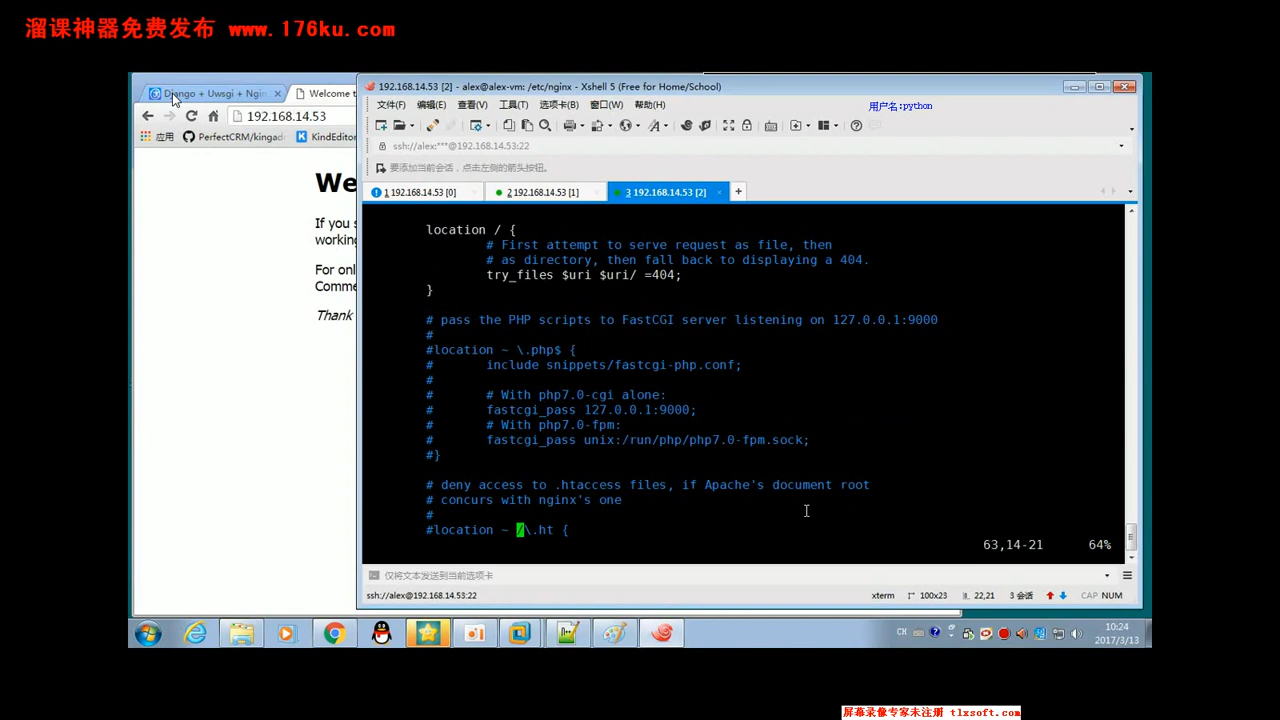 溜课神器免费发布 www.176ku.com
192.168.14.53 [2] - alex@alex-vm: /etc/nginx - Xshell 5 (Free for Home/School)
Django + Uwsgi + Ngin
Welcome t
文件(F) 编辑(E) 查看(V) 工具(T) 选项卡(B) 窗口(W) 帮助(H)
用户名:python
192.168.14.53
应用 PerfectCRM/kingad KindEditor
ssh://alex:***@192.168.14.53:22
要添加当前会话，点击左侧的箭头按钮。
1 192.168.14.53 [0] 2 192.168.14.53 [1] 3 192.168.14.53 [2]
We
If you s
working
For onl
Comme
Thank
location / {
# First attempt to serve request as file, then
# as directory, then fall back to displaying a 404.
try_files $uri $uri/ =404;
}
# pass the PHP scripts to FastCGI server listening on 127.0.0.1:9000
#
#location ~ \.php$ {
# include snippets/fastcgi-php.conf;
#
# # With php7.0-cgi alone:
# fastcgi_pass 127.0.0.1:9000;
# # With php7.0-fpm:
# fastcgi_pass unix:/run/php/php7.0-fpm.sock;
#}
# deny access to .htaccess files, if Apache's document root
# concurs with nginx's one
#
#location ~ /\.ht {
63,14-21 64%
仅将文本发送到当前选项卡
ssh://alex@192.168.14.53:22 xterm 100x23 22,21 3 会话 CAP NUM
CH
10:24
2017/3/13
屏幕录像专家未注册 tlxsoft.com